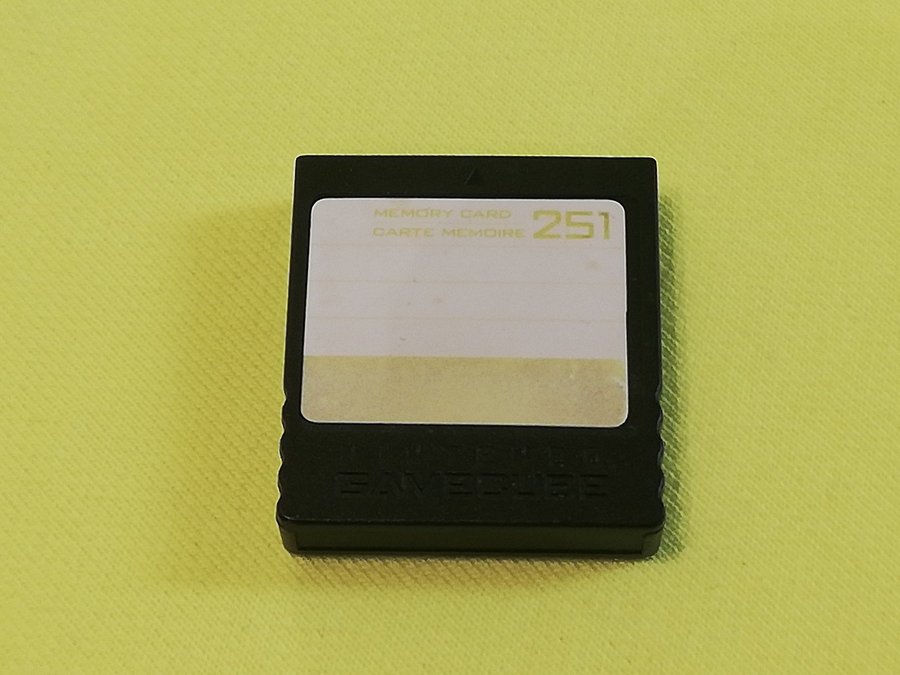 MEMORY CARD 251
CARTE MEMOIRE
NINTENDO
GAMECUBE